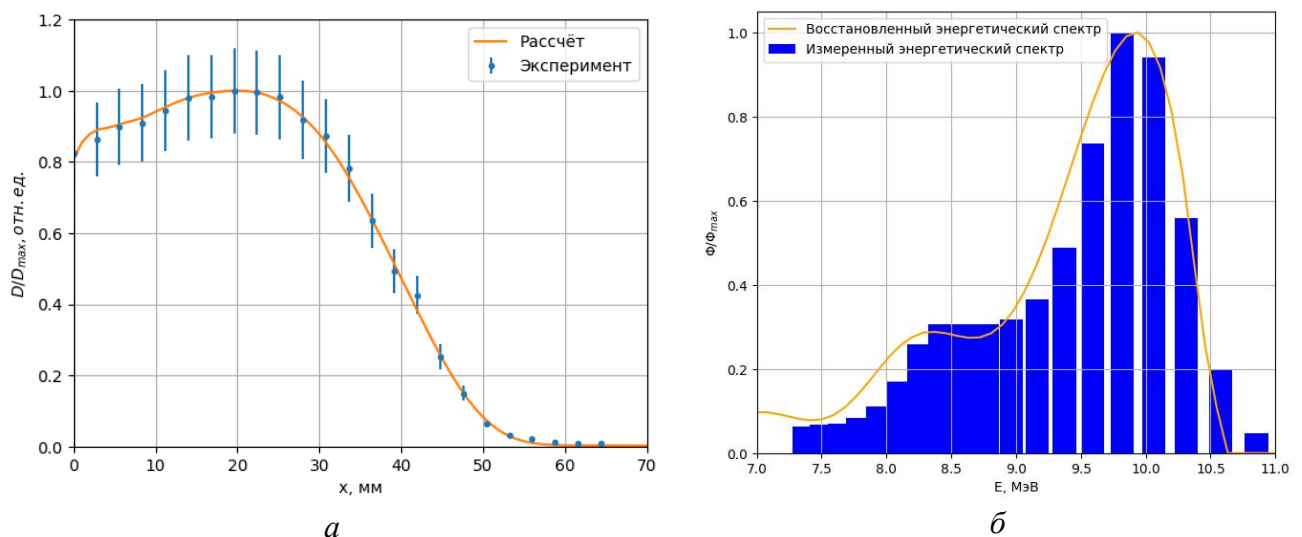 1.2
1.0
0.8
0.6
0.4
0.2
0.0
D/D_max, отн. ед.
Рассчёт
Эксперимент
0 10 20 30 40 50 60 70
x, мм
а
Восстановленный энергетический спектр
Измеренный энергетический спектр
1.0
0.8
0.6
0.4
0.2
0.0
Φ/Φ_max
7.0 7.5 8.0 8.5 9.0 9.5 10.0 10.5 11.0
E, МэВ
б